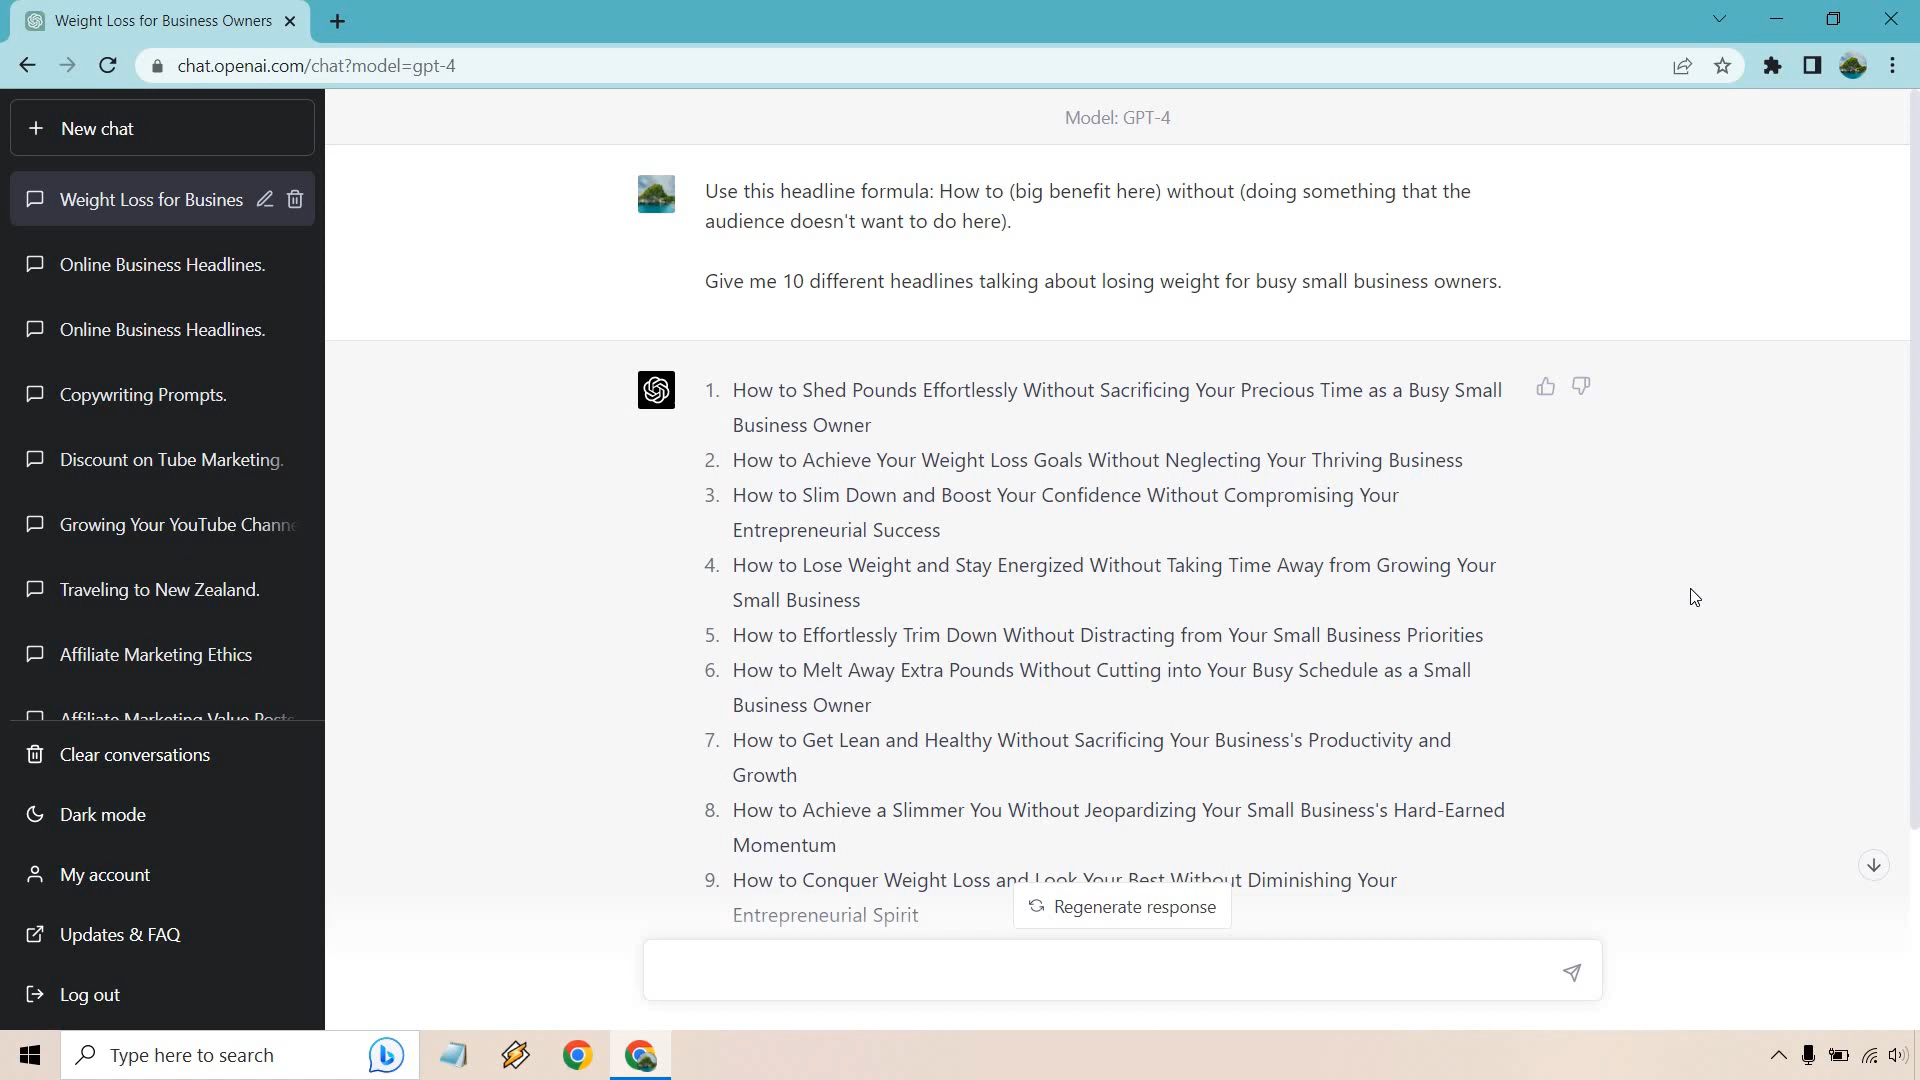 Weight Loss for Business Owners
chat.openai.com/chat?model=gpt-4
New chat
Weight Loss for Busines
Online Business Headlines.
Online Business Headlines.
Copywriting Prompts.
Discount on Tube Marketing.
Growing Your YouTube Channe
Traveling to New Zealand.
Affiliate Marketing Ethics
Affiliate Marketing Value Posts
Clear conversations
Dark mode
My account
Updates & FAQ
Log out
Model: GPT-4
Use this headline formula: How to (big benefit here) without (doing something that the
audience doesn't want to do here).
Give me 10 different headlines talking about losing weight for busy small business owners.
1. How to Shed Pounds Effortlessly Without Sacrificing Your Precious Time as a Busy Small
Business Owner
2. How to Achieve Your Weight Loss Goals Without Neglecting Your Thriving Business
3. How to Slim Down and Boost Your Confidence Without Compromising Your
Entrepreneurial Success
4. How to Lose Weight and Stay Energized Without Taking Time Away from Growing Your
Small Business
5. How to Effortlessly Trim Down Without Distracting from Your Small Business Priorities
6. How to Melt Away Extra Pounds Without Cutting into Your Busy Schedule as a Small
Business Owner
7. How to Get Lean and Healthy Without Sacrificing Your Business's Productivity and
Growth
8. How to Achieve a Slimmer You Without Jeopardizing Your Small Business's Hard-Earned
Momentum
9. How to Conquer Weight Loss and Look Your Best Without Diminishing Your
Entrepreneurial Spirit
Regenerate response
Type here to search